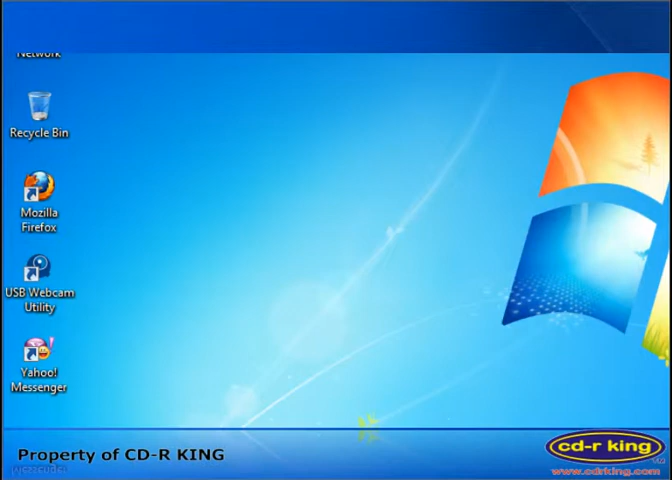 Network
Recycle Bin
Mozilla
Firefox
USB Webcam
Utility
Yahoo!
Messenger
Property of CD-R KING
cd-r king
TM
www.cdrking.com